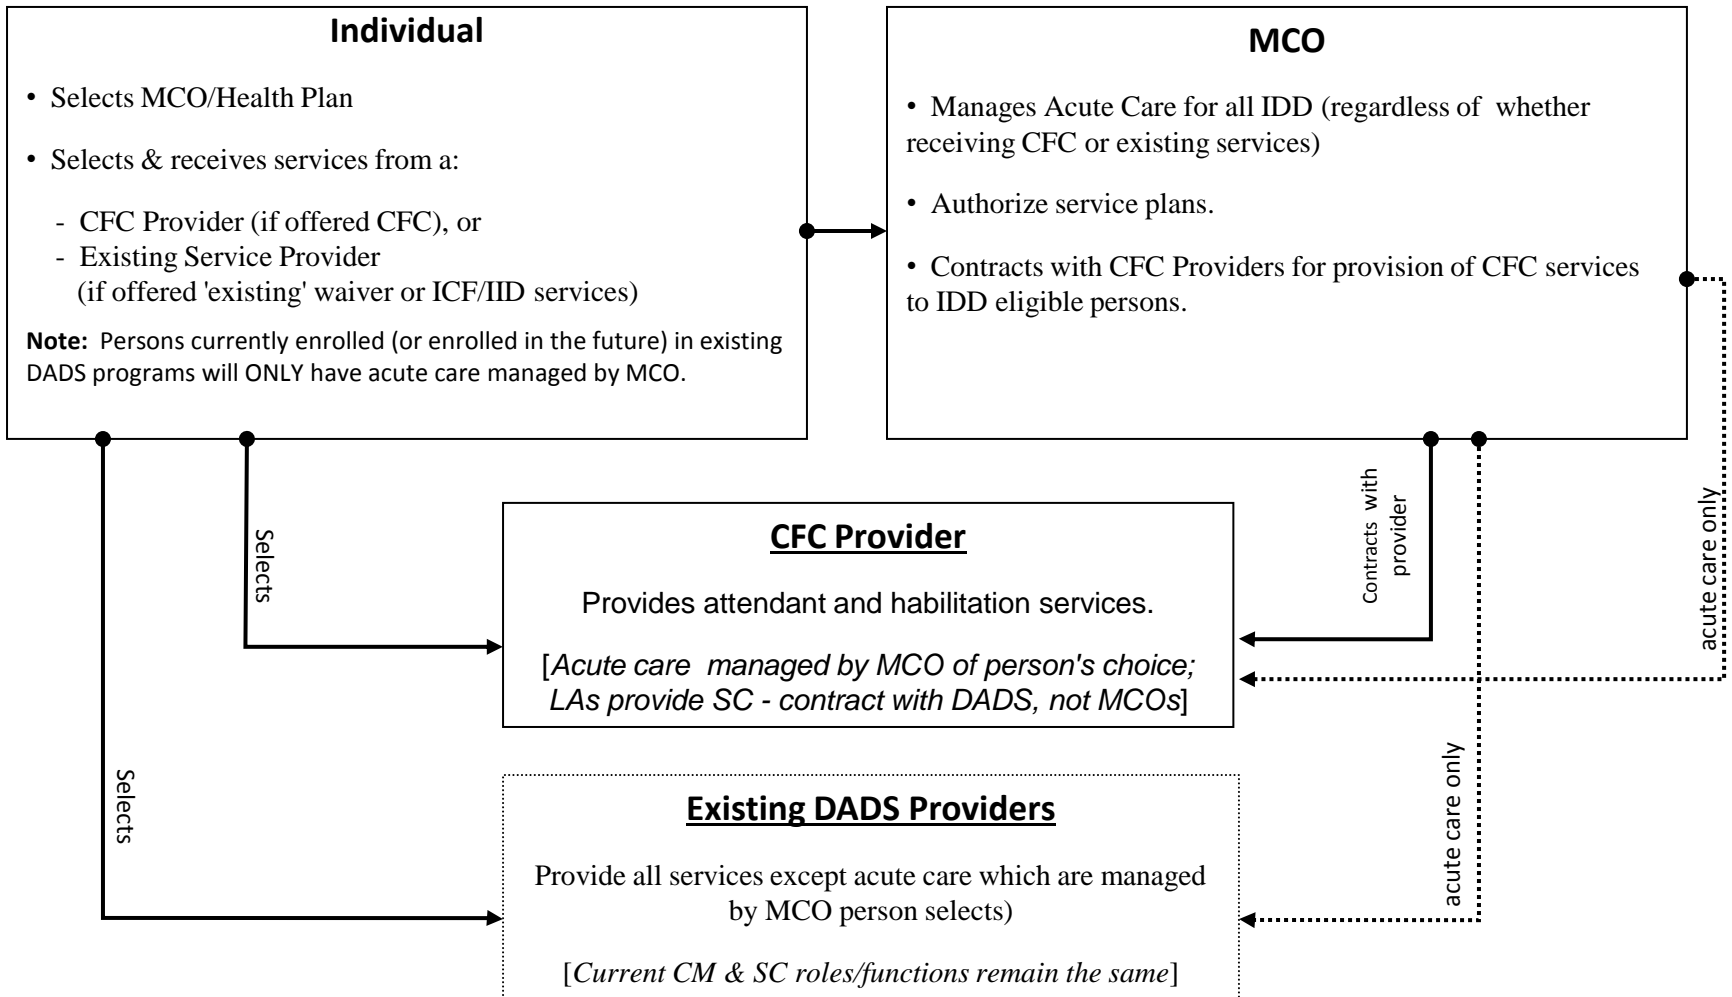 Individual
• Selects MCO/Health Plan
• Selects & receives services from a:
- CFC Provider (if offered CFC), or
- Existing Service Provider
(if offered 'existing' waiver or ICF/IID services)
Note: Persons currently enrolled (or enrolled in the future) in existing
DADS programs will ONLY have acute care managed by MCO.
MCO
• Manages Acute Care for all IDD (regardless of whether
receiving CFC or existing services)
• Authorize service plans.
• Contracts with CFC Providers for provision of CFC services
to IDD eligible persons.
Selects
Contracts with
provider
acute care only
CFC Provider
Provides attendant and habilitation services.
[Acute care managed by MCO of person's choice;
LAs provide SC - contract with DADS, not MCOs]
Selects
acute care only
Existing DADS Providers
Provide all services except acute care which are managed
by MCO person selects)
[Current CM & SC roles/functions remain the same]